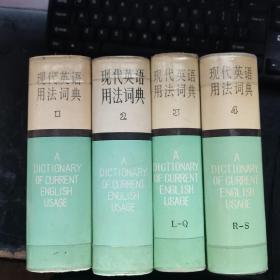 现代英语
用法词典
1
A
DICTIONARY
OF CURRENT
ENGLISH
USAGE
现代英语
用法词典
2
A
DICTIONARY
OF CURRENT
ENGLISH
USAGE
现代英语
用法词典
3
A
DICTIONARY
OF CURRENT
ENGLISH
USAGE
L-Q
现代英语
用法词典
4
A
DICTIONARY
OF CURRENT
ENGLISH
USAGE
R-S